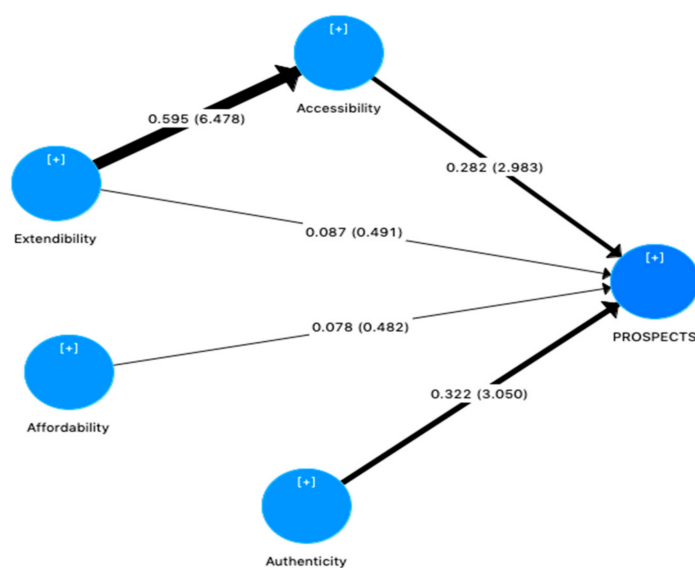 [+]
Accessibility
0.595 (6.478)
[+]
Extendibility
0.282 (2.983)
0.087 (0.491)
[+]
PROSPECTS
0.078 (0.482)
[+]
Affordability
0.322 (3.050)
[+]
Authenticity